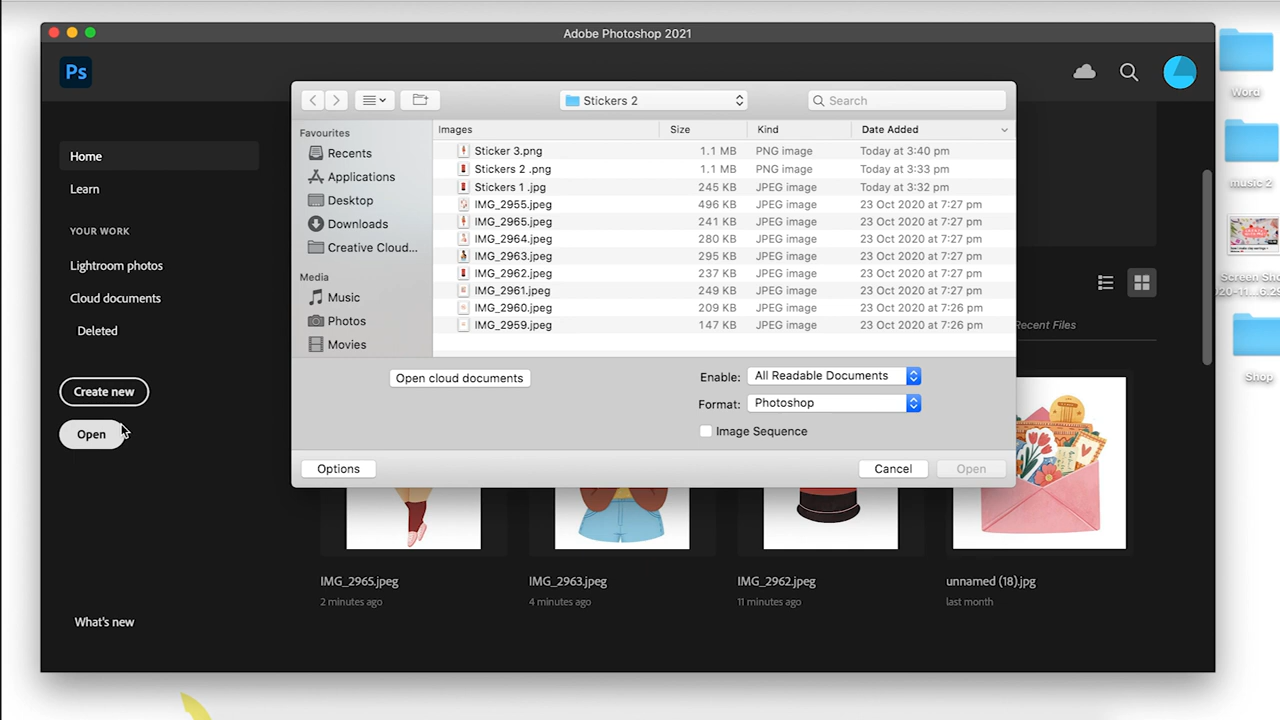 Adobe Photoshop 2021
Ps
Word
Stickers 2
Search
Favourites
Recents
Applications
Desktop
Downloads
Creative Cloud...
Media
Music
Photos
Movies
Images Size Kind Date Added
Sticker 3.png 1.1 MB PNG image Today at 3:40 pm
Stickers 2 .png 1.1 MB PNG image Today at 3:33 pm
Stickers 1 .jpg 245 KB JPEG image Today at 3:32 pm
IMG_2955.jpeg 496 KB JPEG image 23 Oct 2020 at 7:27 pm
IMG_2965.jpeg 241 KB JPEG image 23 Oct 2020 at 7:27 pm
IMG_2964.jpeg 280 KB JPEG image 23 Oct 2020 at 7:27 pm
IMG_2963.jpeg 295 KB JPEG image 23 Oct 2020 at 7:27 pm
IMG_2962.jpeg 237 KB JPEG image 23 Oct 2020 at 7:27 pm
IMG_2961.jpeg 249 KB JPEG image 23 Oct 2020 at 7:27 pm
IMG_2960.jpeg 209 KB JPEG image 23 Oct 2020 at 7:26 pm
IMG_2959.jpeg 147 KB JPEG image 23 Oct 2020 at 7:26 pm
Open cloud documents
Enable: All Readable Documents
Format: Photoshop
Image Sequence
Options
Cancel
Open
Home
Learn
YOUR WORK
Lightroom photos
Cloud documents
Deleted
Create new
Open
What's new
Recent Files
music 2
Screen Sho
020-11...6.29
Shop
IMG_2965.jpeg
2 minutes ago
IMG_2963.jpeg
4 minutes ago
IMG_2962.jpeg
11 minutes ago
unnamed (18).jpg
last month